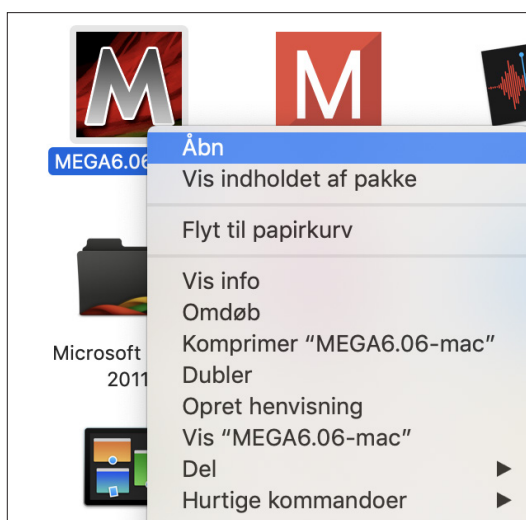 M
M
MEGA6.06
Åbn
Vis indholdet af pakke
Flyt til papirkurv
Vis info
Omdøb
Komprimer “MEGA6.06-mac”
Microsoft
2011
Dubler
Opret henvisning
Vis “MEGA6.06-mac”
Del
Hurtige kommandoer